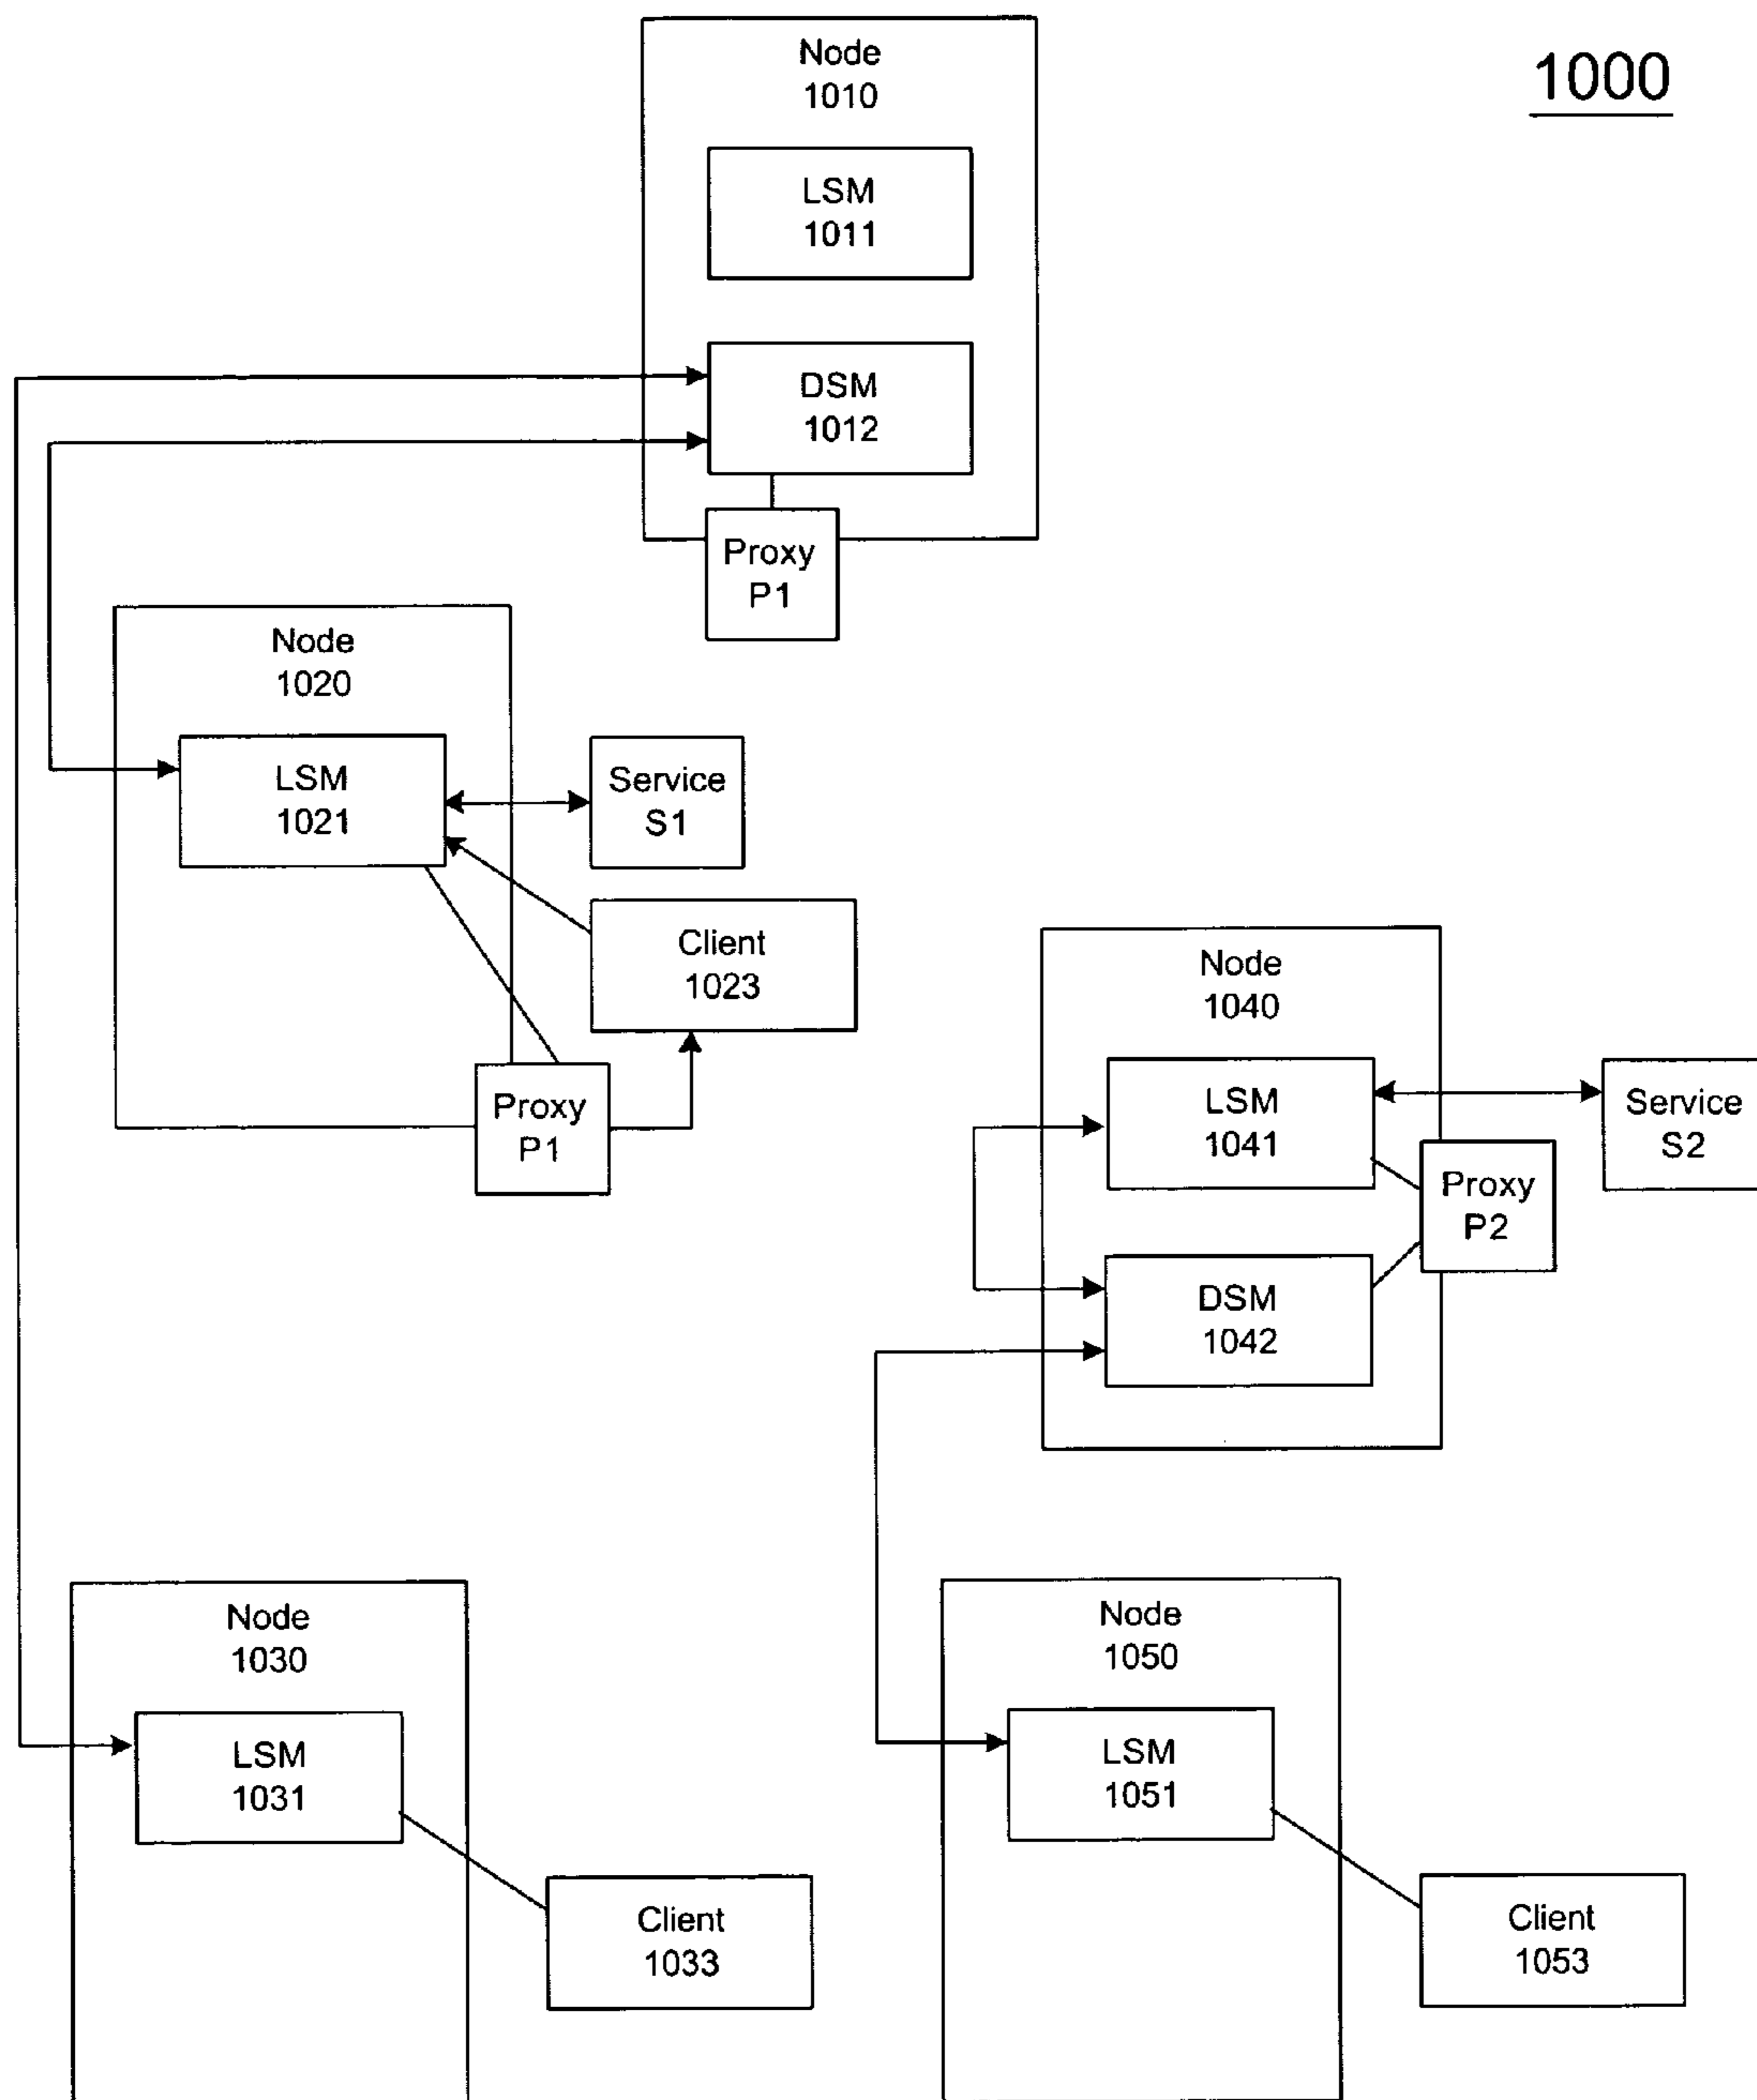 1000
Node
1010
LSM
1011
DSM
1012
Proxy
P1
Node
1020
LSM
1021
Service
S1
Client
1023
Proxy
P1
Node
1040
LSM
1041
Service
S2
Proxy
P2
DSM
1042
Node
1030
LSM
1031
Client
1033
Node
1050
LSM
1051
Client
1053